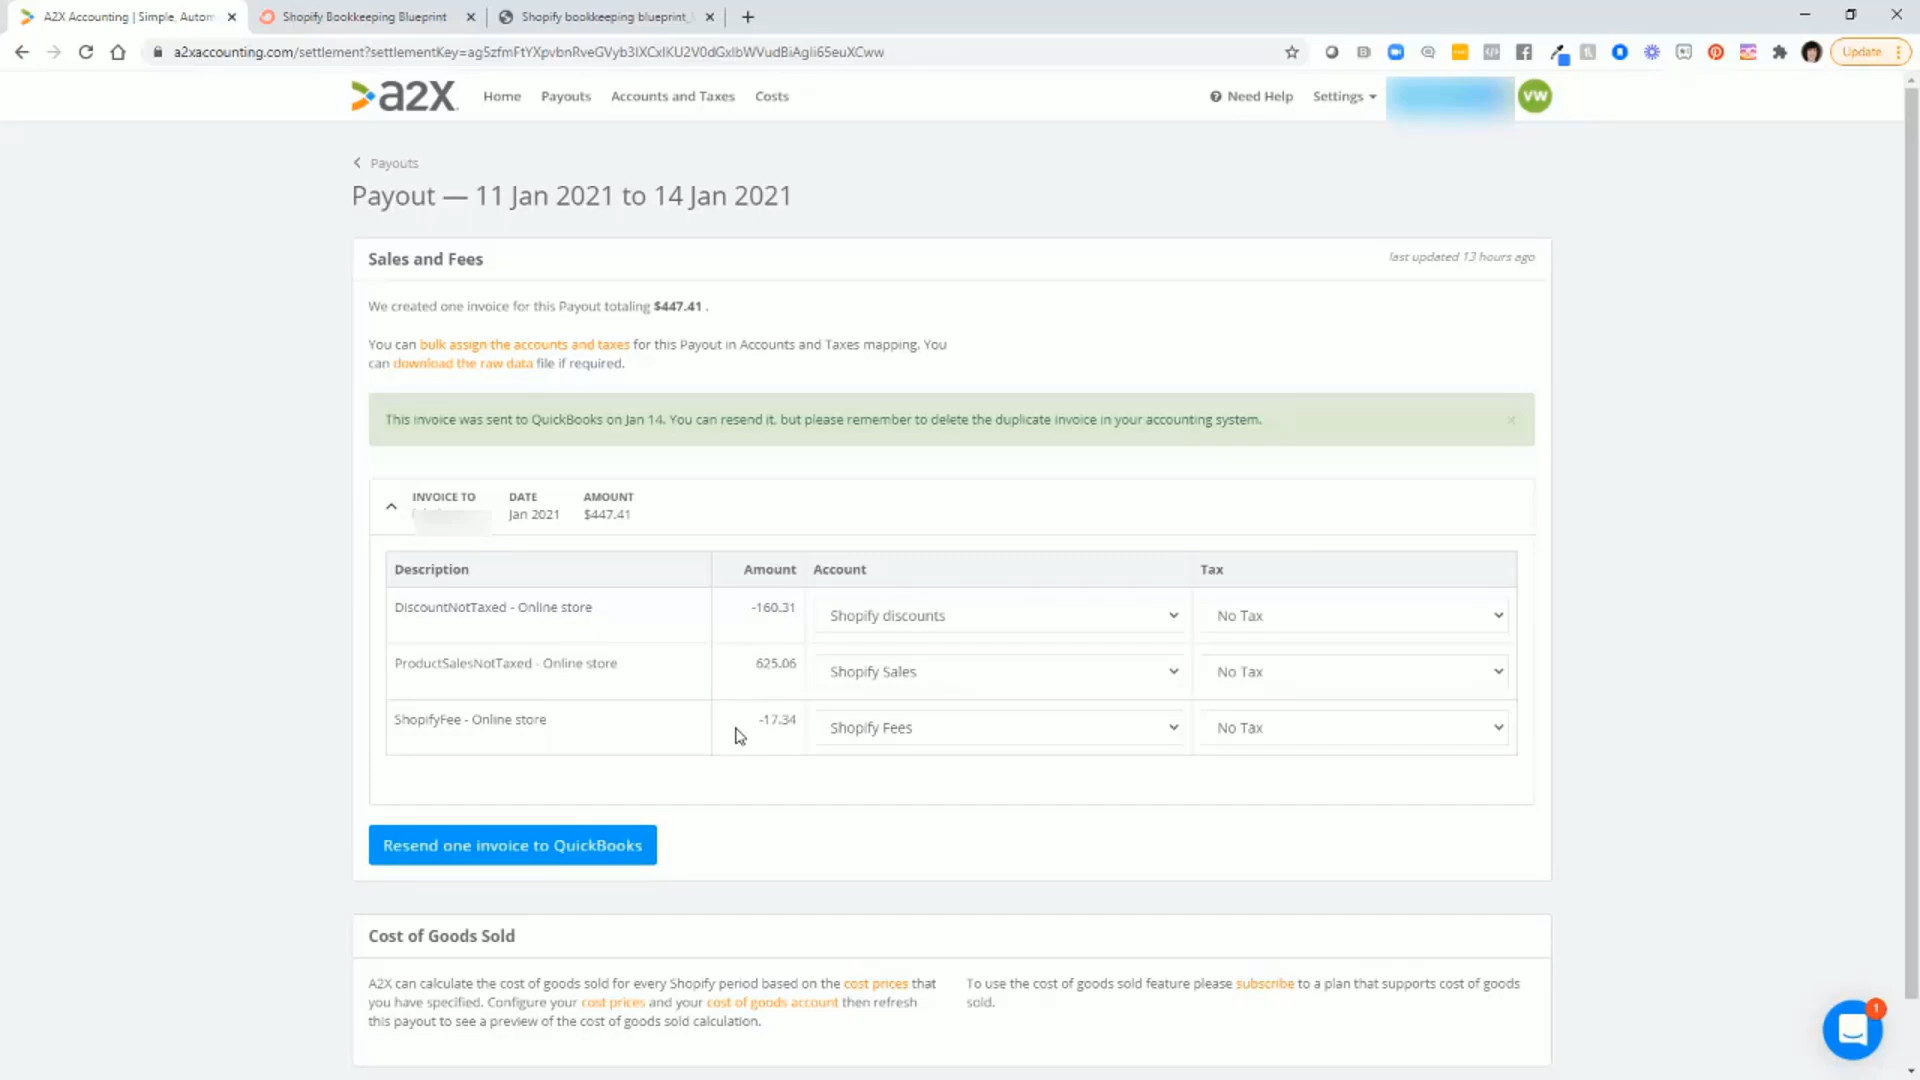 A2X Accounting | Simple, Autom
Shopify Bookkeeping Blueprint
Shopify bookkeeping blueprint_
a2xaccounting.com/settlement?settlementKey=ag5zfmFtYXpvbnRveGVyb3IXCxIKU2V0dGxlbWVudBiAgIi65euXCww
Update
a2x
Home
Payouts
Accounts and Taxes
Costs
Need Help
Settings
VW
Payouts
Payout — 11 Jan 2021 to 14 Jan 2021
Sales and Fees
last updated 13 hours ago
We created one invoice for this Payout totaling $447.41 .
You can bulk assign the accounts and taxes for this Payout in Accounts and Taxes mapping. You
can download the raw data file if required.
This invoice was sent to QuickBooks on Jan 14. You can resend it, but please remember to delete the duplicate invoice in your accounting system.
INVOICE TO DATE AMOUNT
Jan 2021 $447.41
Description Amount Account Tax
DiscountNotTaxed - Online store -160.31 Shopify discounts No Tax
ProductSalesNotTaxed - Online store 625.06 Shopify Sales No Tax
ShopifyFee - Online store -17.34 Shopify Fees No Tax
Resend one invoice to QuickBooks
Cost of Goods Sold
A2X can calculate the cost of goods sold for every Shopify period based on the cost prices that
you have specified. Configure your cost prices and your cost of goods account then refresh
this payout to see a preview of the cost of goods sold calculation.
To use the cost of goods sold feature please subscribe to a plan that supports cost of goods
sold.
1